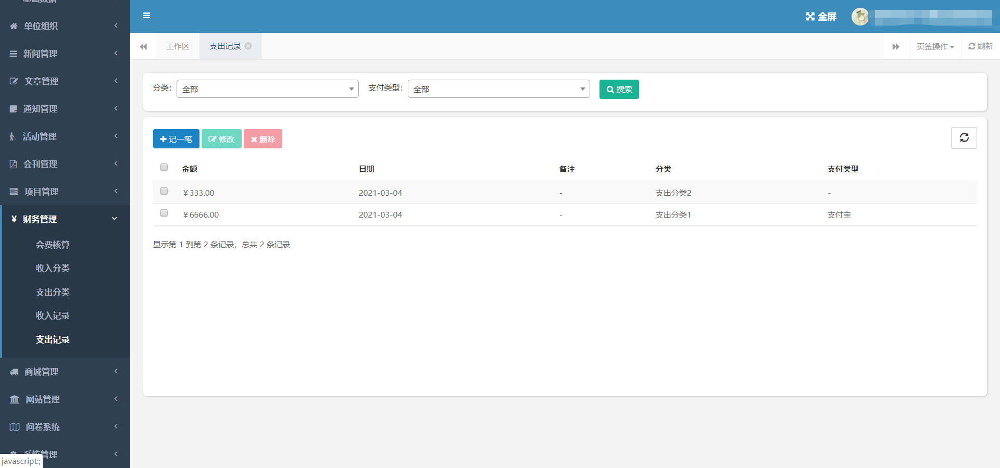 基础数据
单位组织
新闻管理
文章管理
通知管理
活动管理
会刊管理
项目管理
¥ 财务管理
会费核算
收入分类
支出分类
收入记录
支出记录
商城管理
网站管理
问卷系统
系统管理
javascript:;
全屏
工作区 支出记录 页签操作 刷新
分类： 全部 支付类型： 全部 搜索
记一笔 修改 删除
金额 日期 备注 分类 支付类型
￥333.00 2021-03-04 - 支出分类2 -
￥6666.00 2021-03-04 - 支出分类1 支付宝
显示第 1 到第 2 条记录，总共 2 条记录